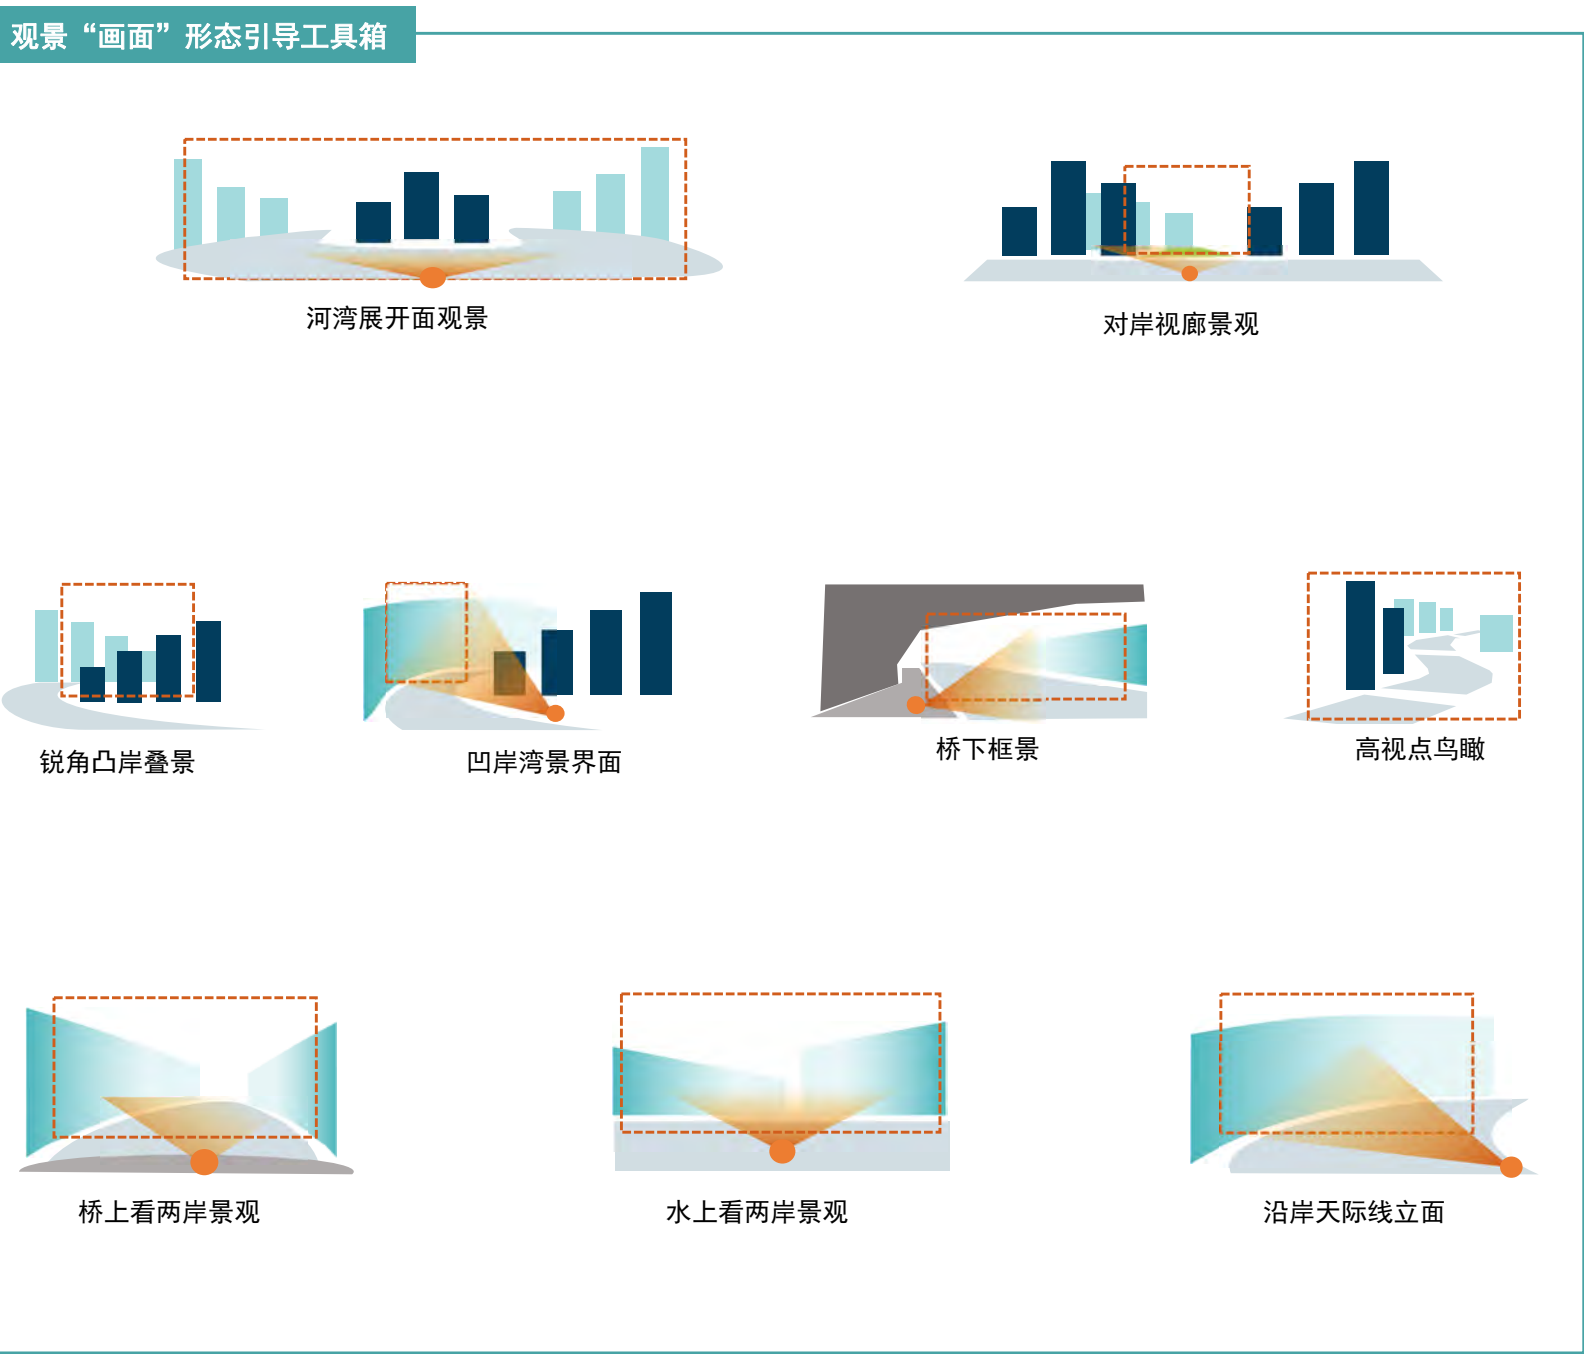 观景“画面”形态引导工具箱
河湾展开面观景
对岸视廊景观
锐角凸岸叠景
凹岸湾景界面
桥下框景
高视点鸟瞰
桥上看两岸景观
水上看两岸景观
沿岸天际线立面